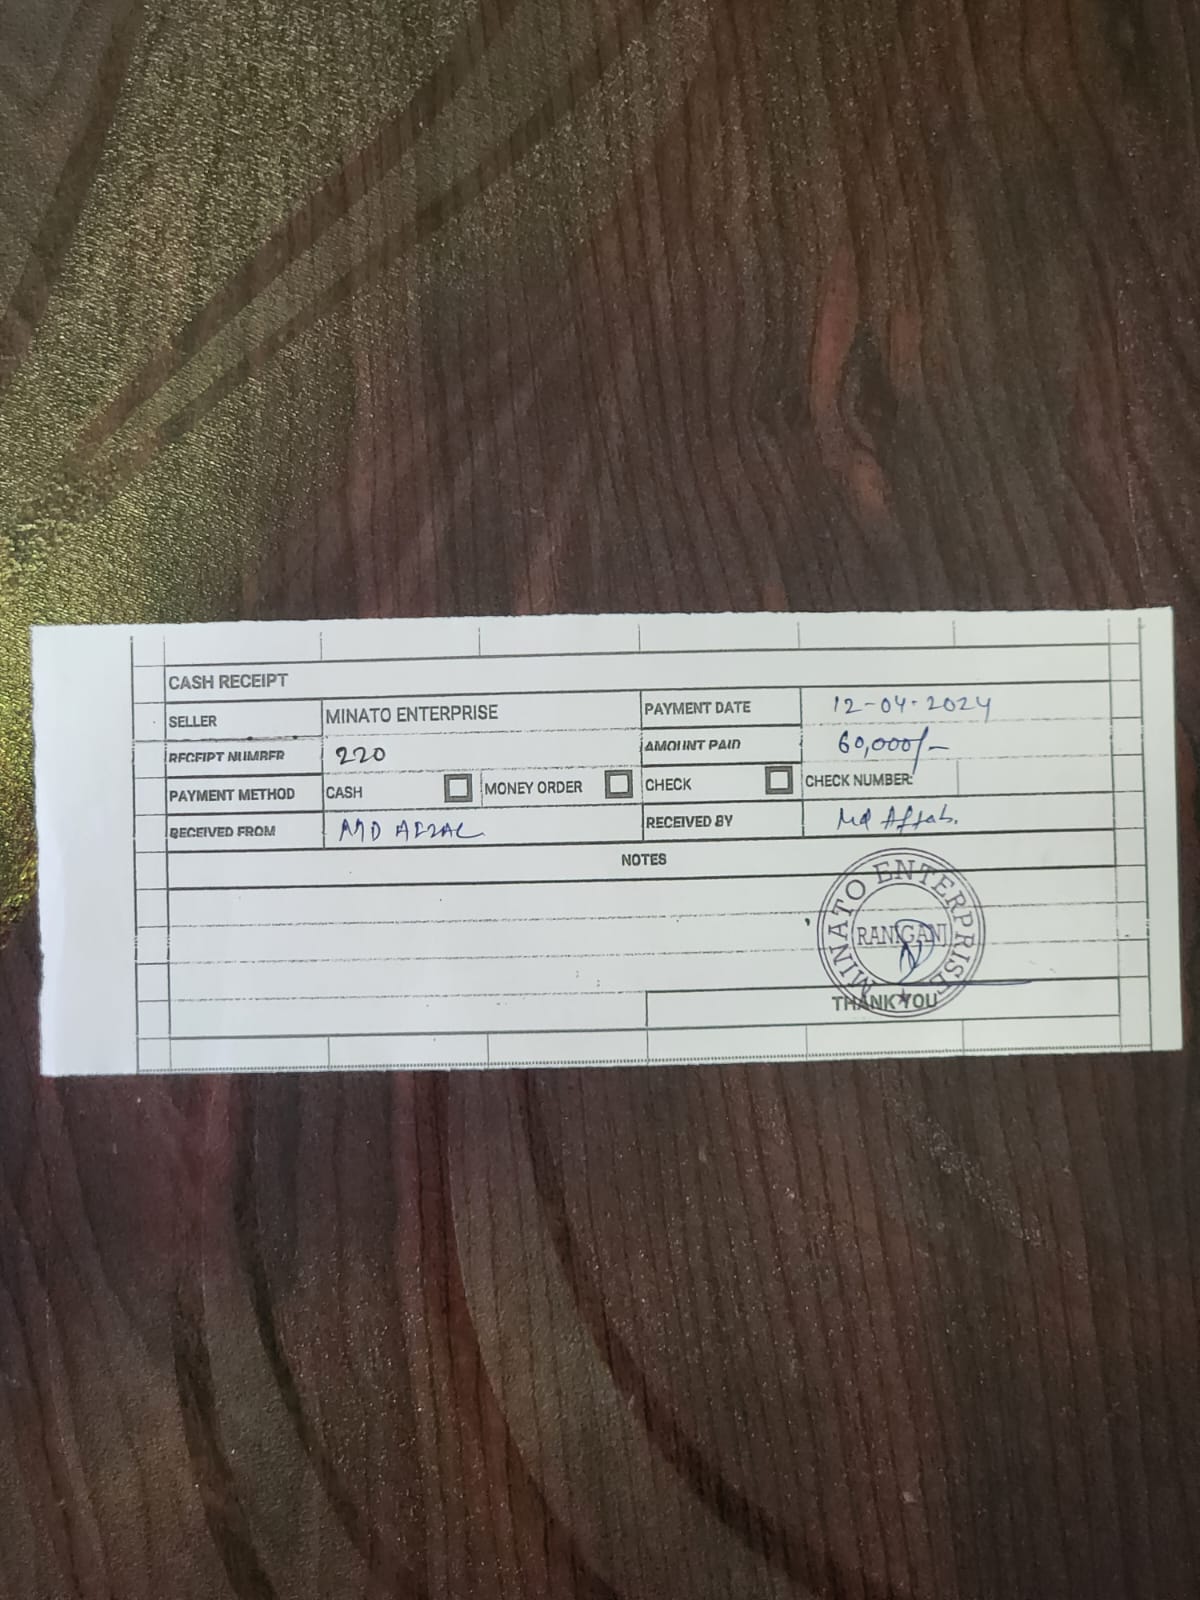 CASH RECEIPT
SELLER MINATO ENTERPRISE PAYMENT DATE 12-04-2024
RECEIPT NUMBER 220 AMOUNT PAID 60,000/-
PAYMENT METHOD CASH MONEY ORDER CHECK CHECK NUMBER:
RECEIVED FROM MD AFZAL RECEIVED BY Md Aftab.
NOTES
MINATO ENTERPRISE
RANIGANJ
THANK YOU